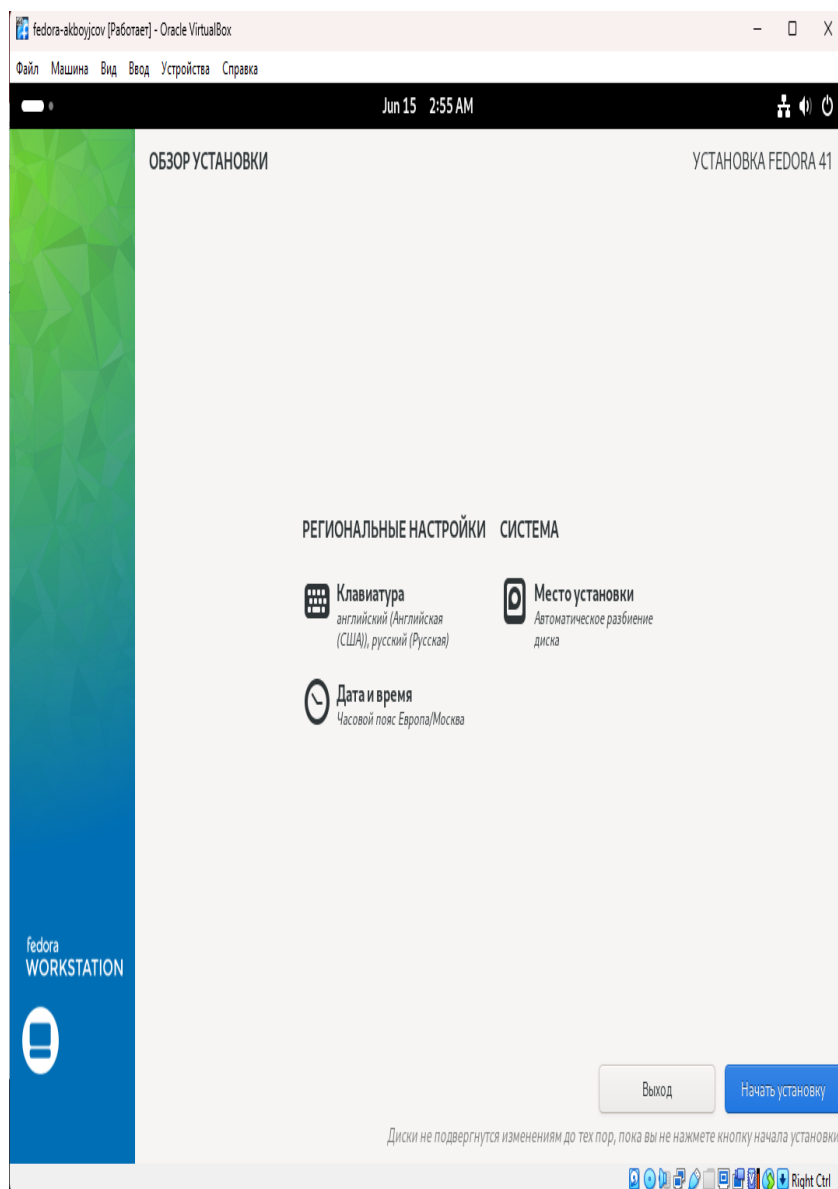 fedora-akboyjcov [Работает] - Oracle VirtualBox
Файл Машина Вид Ввод Устройства Справка
Jun 15 2:55 AM
ОБЗОР УСТАНОВКИ
УСТАНОВКА FEDORA 41
РЕГИОНАЛЬНЫЕ НАСТРОЙКИ
СИСТЕМА
Клавиатура
английский (Английская
(США)), русский (Русская)
Место установки
Автоматическое разбиение
диска
Дата и время
Часовой пояс Европа/Москва
fedora
WORKSTATION
Выход
Начать установку
Диски не подвергнутся изменениям до тех пор, пока вы не нажмете кнопку начала установки
Right Ctrl